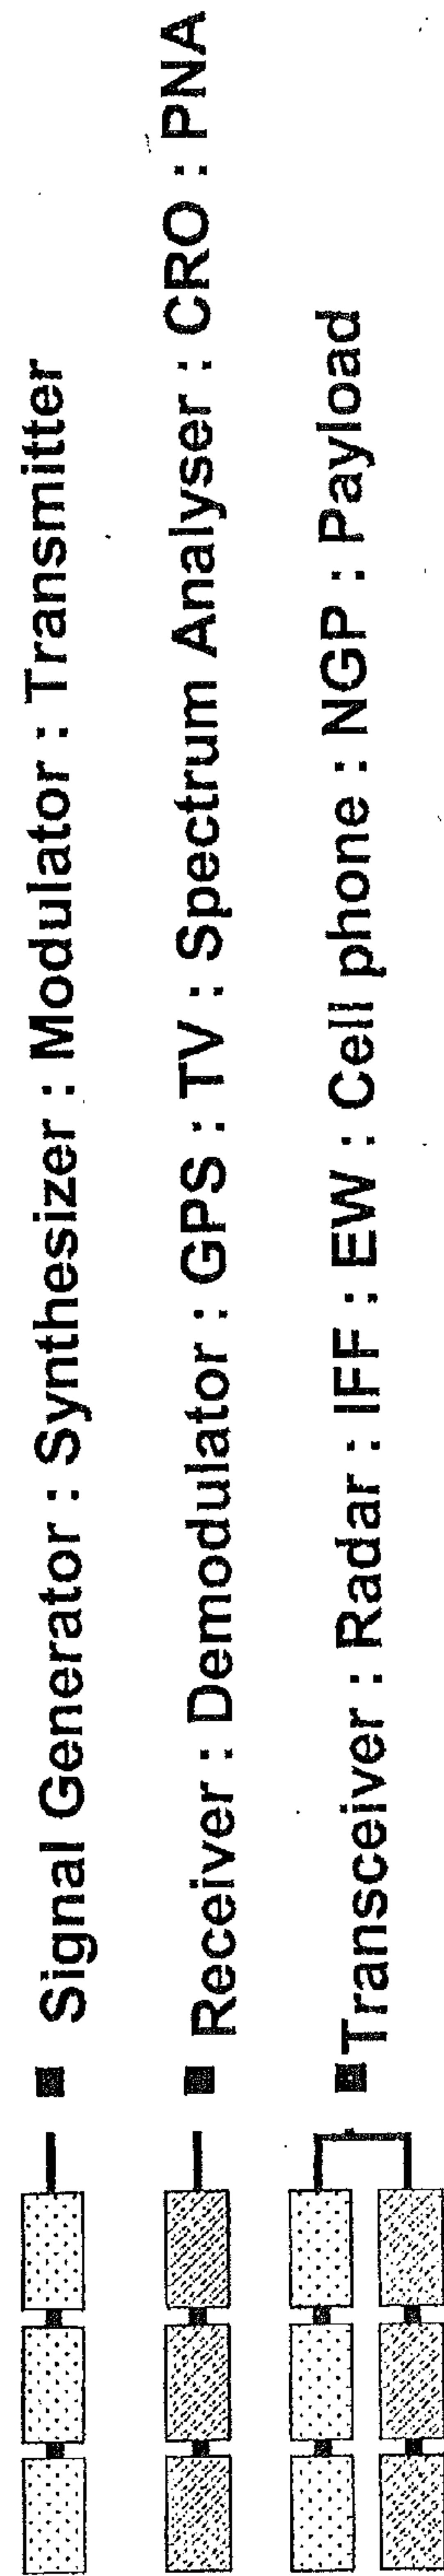 ■ Signal Generator : Synthesizer : Modulator : Transmitter
■ Receiver : Demodulator : GPS : TV : Spectrum Analyser : CRO : PNA
■ Transceiver : Radar : IFF : EW : Cell phone : NGP : Payload